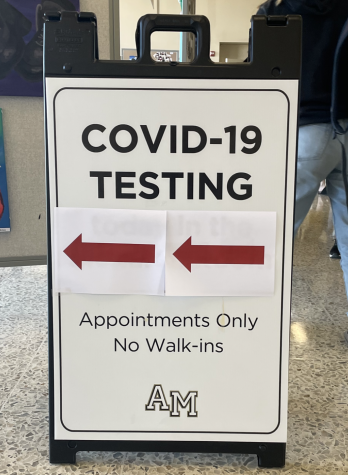 COVID-19
TESTING
Appointments Only
No Walk-ins
AM